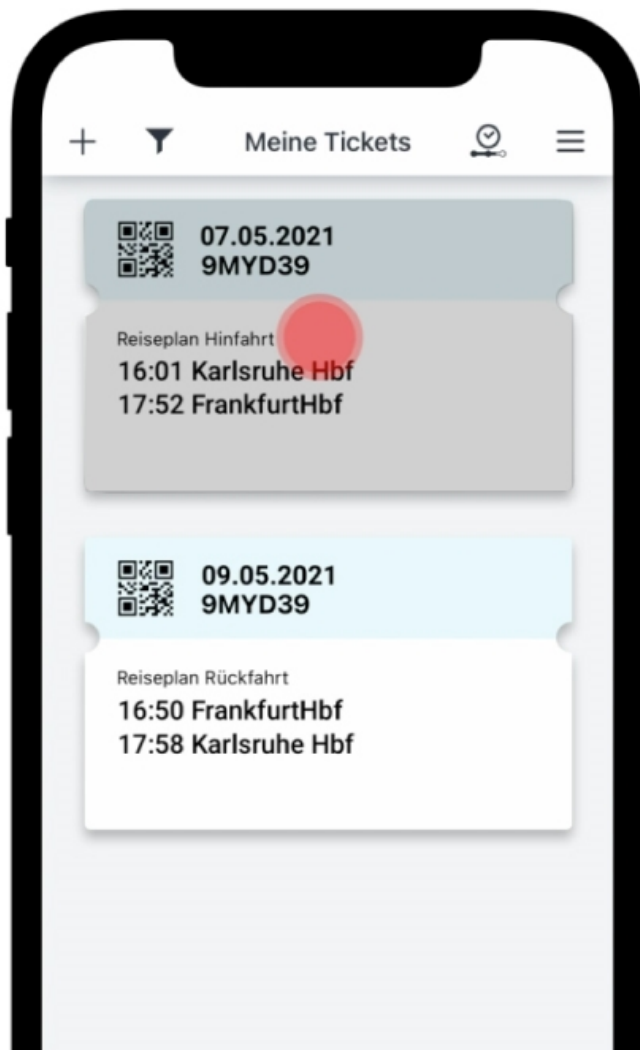 Meine Tickets
07.05.2021
9MYD39
Reiseplan Hinfahrt
16:01 Karlsruhe Hbf
17:52 FrankfurtHbf
09.05.2021
9MYD39
Reiseplan Rückfahrt
16:50 FrankfurtHbf
17:58 Karlsruhe Hbf